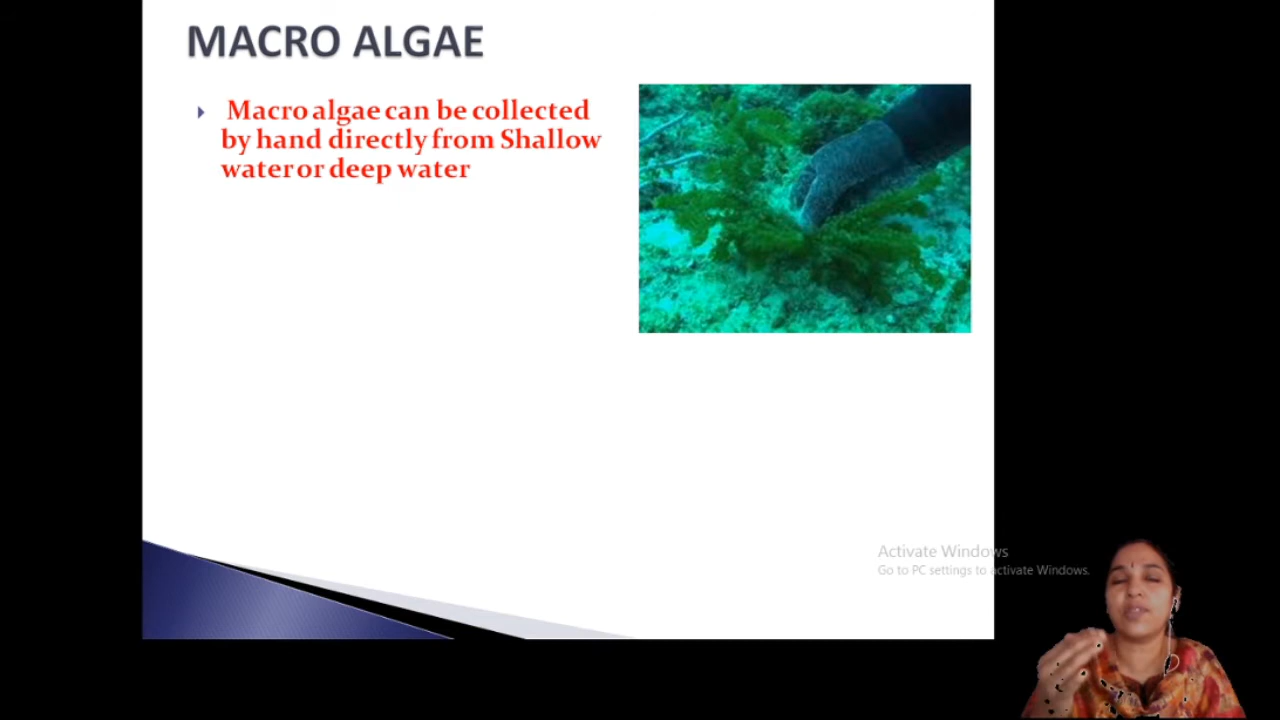 MACRO ALGAE
Macro algae can be collected
by hand directly from Shallow
water or deep water
Activate Windows
Go to PC settings to activate Windows.